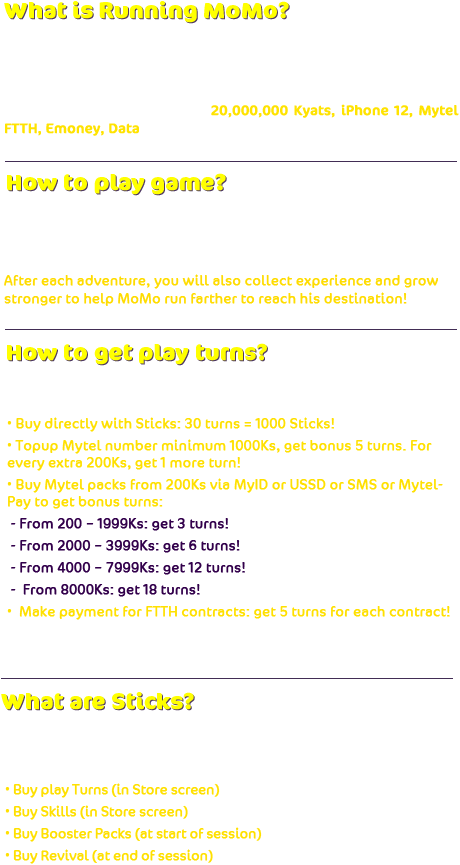 What is Running MoMo?
20,000,000 Kyats, iPhone 12, Mytel
FTTH, Emoney, Data
How to play game?
After each adventure, you will also collect experience and grow
stronger to help MoMo run farther to reach his destination!
How to get play turns?
• Buy directly with Sticks: 30 turns = 1000 Sticks!
• Topup Mytel number minimum 1000Ks, get bonus 5 turns. For
every extra 200Ks, get 1 more turn!
• Buy Mytel packs from 200Ks via MyID or USSD or SMS or Mytel-
Pay to get bonus turns:
- From 200 – 1999Ks: get 3 turns!
- From 2000 – 3999Ks: get 6 turns!
- From 4000 – 7999Ks: get 12 turns!
- From 8000Ks: get 18 turns!
• Make payment for FTTH contracts: get 5 turns for each contract!
What are Sticks?
• Buy play Turns (in Store screen)
• Buy Skills (in Store screen)
• Buy Booster Packs (at start of session)
• Buy Revival (at end of session)